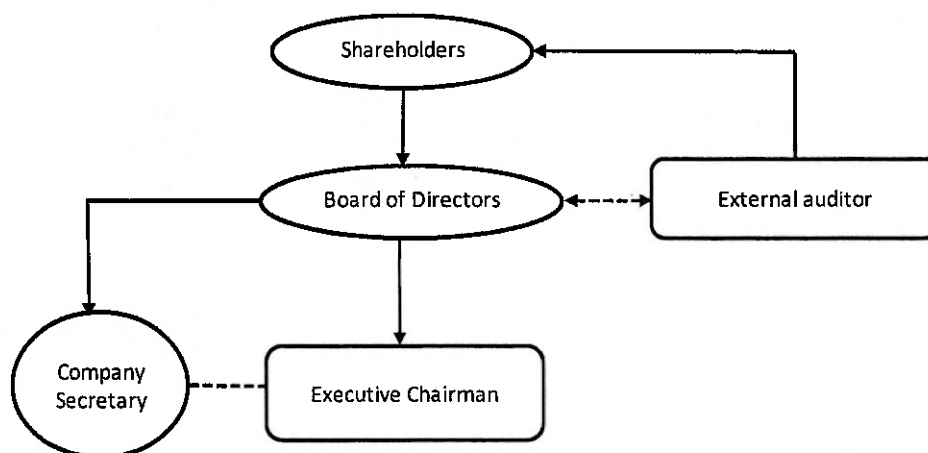 Shareholders
Board of Directors
External auditor
Company
Secretary
Executive Chairman